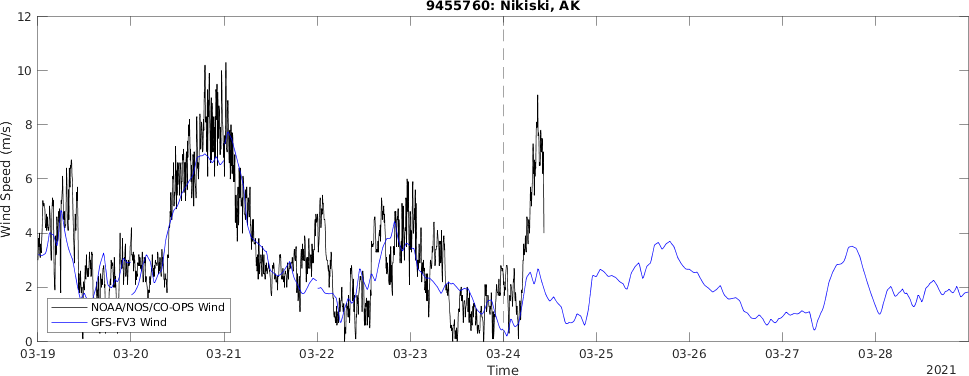 9455760: Nikiski, AK
Wind Speed (m/s)
12
10
8
6
4
2
0
NOAA/NOS/CO-OPS Wind
GFS-FV3 Wind
03-19 03-20 03-21 03-22 03-23 03-24 03-25 03-26 03-27 03-28
Time
2021